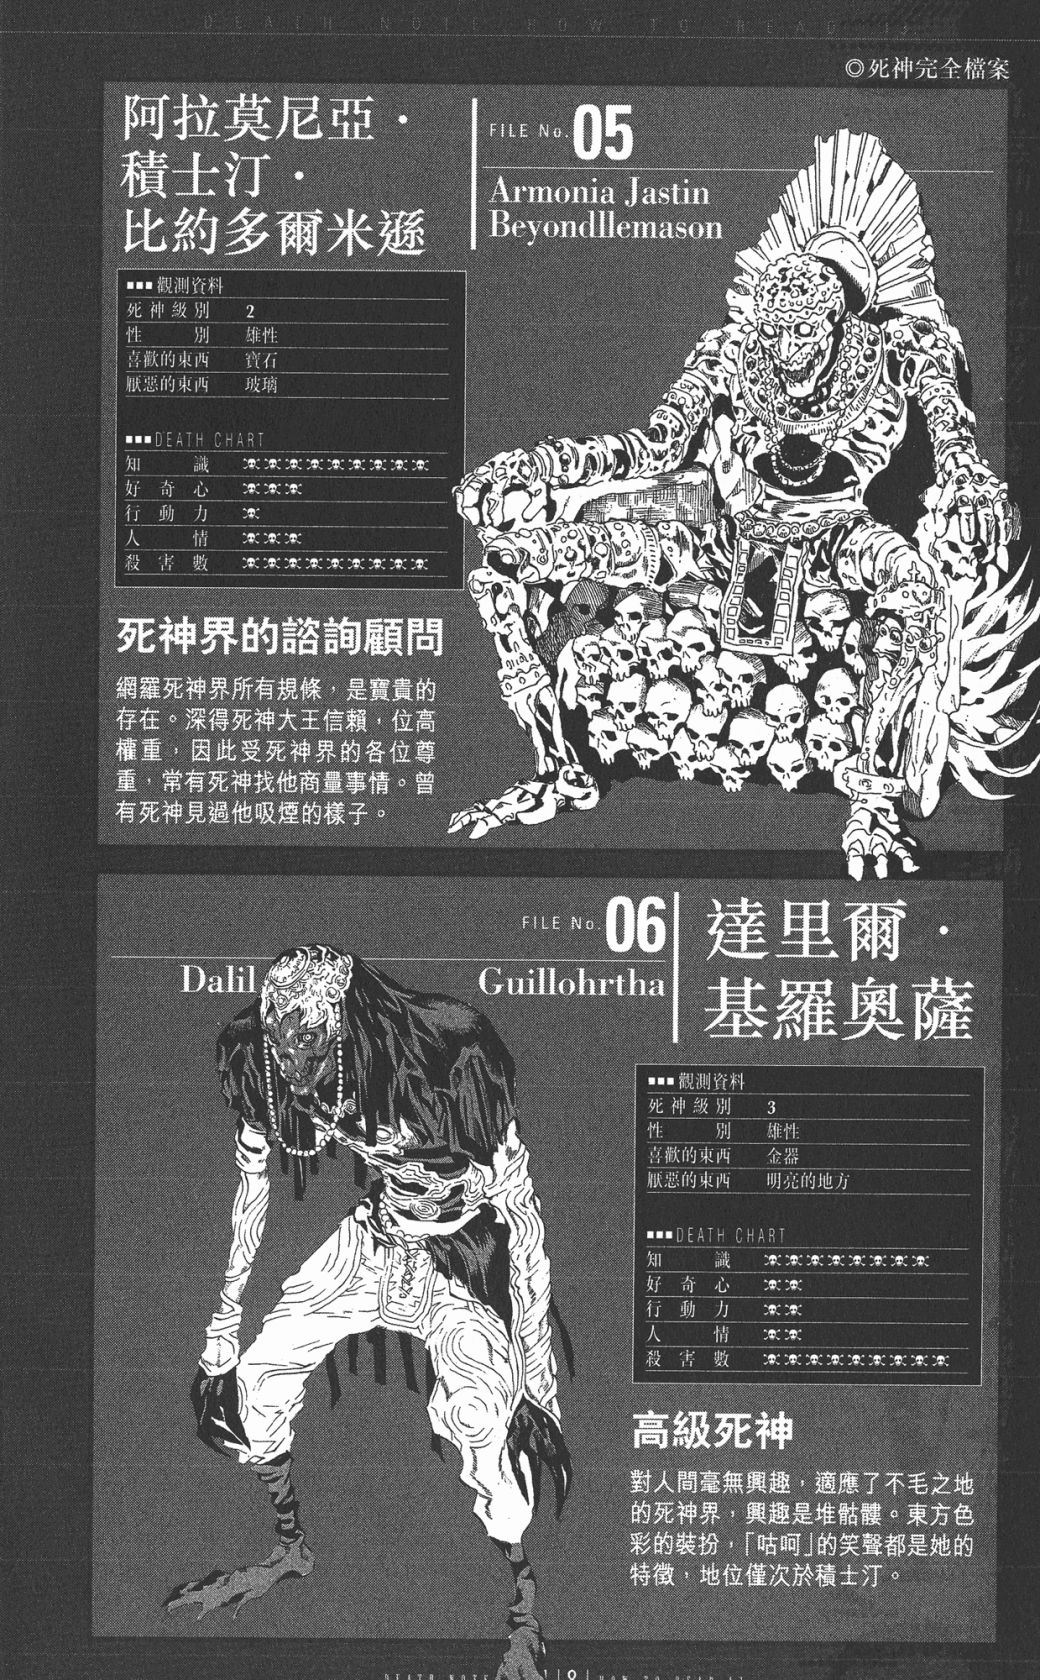 DEATH NOTE HOW TO READ 13
◎死神完全檔案
阿拉莫尼亞・
積士汀・
比約多爾米遜
FILE No.05
Armonia Jastin
Beyondllemason
■■■觀測資料
死神級別 2
性別 雄性
喜歡的東西 寶石
厭惡的東西 玻璃
■■■DEATH CHART
知識
好奇心
行動力
人情
殺害數
死神界的諮詢顧問
網羅死神界所有規條，是寶貴的
存在。深得死神大王信賴，位高
權重，因此受死神界的各位尊
重，常有死神找他商量事情。曾
有死神見過他吸煙的樣子。
FILE No.06
Dalil Guillohrtha
達里爾・
基羅奧薩
■■■觀測資料
死神級別 3
性別 雄性
喜歡的東西 金器
厭惡的東西 明亮的地方
■■■DEATH CHART
知識
好奇心
行動力
人情
殺害數
高級死神
對人間毫無興趣，適應了不毛之地
的死神界，興趣是堆骷髏。東方色
彩的裝扮，「咕呵」的笑聲都是她的
特徵，地位僅次於積士汀。